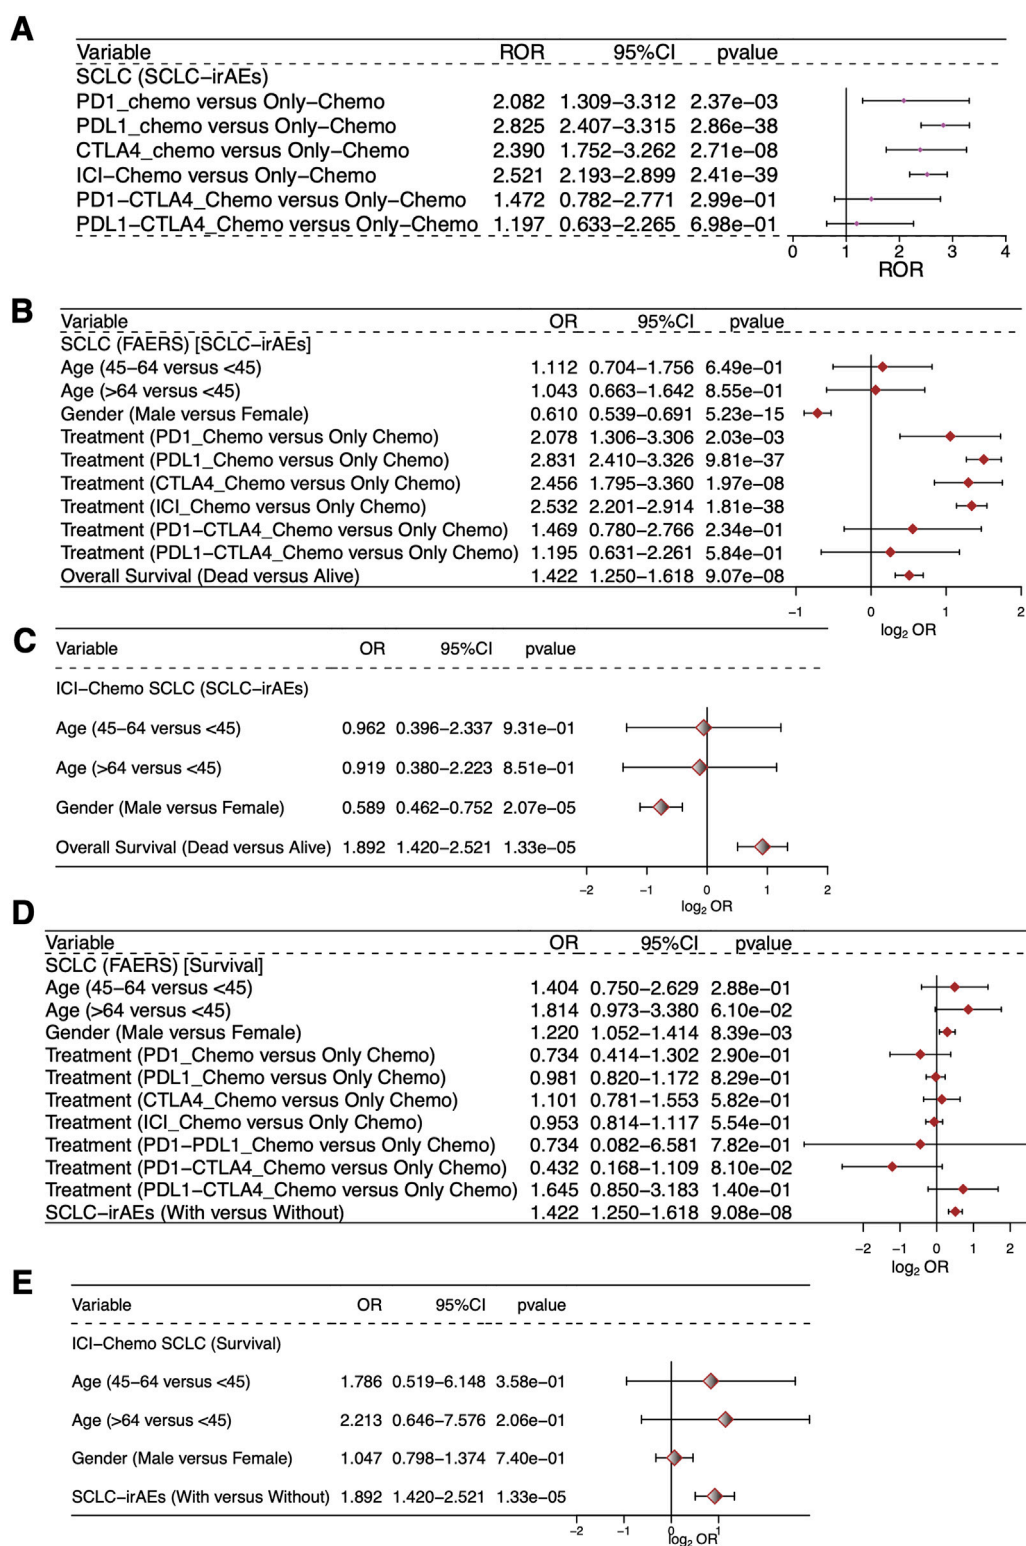 A
Variable ROR 95%CI pvalue
SCLC (SCLC−irAEs)
PD1_chemo versus Only−Chemo 2.082 1.309−3.312 2.37e−03
PDL1_chemo versus Only−Chemo 2.825 2.407−3.315 2.86e−38
CTLA4_chemo versus Only−Chemo 2.390 1.752−3.262 2.71e−08
ICI−Chemo versus Only−Chemo 2.521 2.193−2.899 2.41e−39
PD1−CTLA4_Chemo versus Only−Chemo 1.472 0.782−2.771 2.99e−01
PDL1−CTLA4_Chemo versus Only−Chemo 1.197 0.633−2.265 6.98e−01
0 1 2 3 4
ROR
B
Variable OR 95%CI pvalue
SCLC (FAERS) [SCLC−irAEs]
Age (45−64 versus <45) 1.112 0.704−1.756 6.49e−01
Age (>64 versus <45) 1.043 0.663−1.642 8.55e−01
Gender (Male versus Female) 0.610 0.539−0.691 5.23e−15
Treatment (PD1_Chemo versus Only Chemo) 2.078 1.306−3.306 2.03e−03
Treatment (PDL1_Chemo versus Only Chemo) 2.831 2.410−3.326 9.81e−37
Treatment (CTLA4_Chemo versus Only Chemo) 2.456 1.795−3.360 1.97e−08
Treatment (ICI_Chemo versus Only Chemo) 2.532 2.201−2.914 1.81e−38
Treatment (PD1−CTLA4_Chemo versus Only Chemo) 1.469 0.780−2.766 2.34e−01
Treatment (PDL1−CTLA4_Chemo versus Only Chemo) 1.195 0.631−2.261 5.84e−01
Overall Survival (Dead versus Alive) 1.422 1.250−1.618 9.07e−08
−1 0 1 2
log2 OR
C
Variable OR 95%CI pvalue
ICI−Chemo SCLC (SCLC−irAEs)
Age (45−64 versus <45) 0.962 0.396−2.337 9.31e−01
Age (>64 versus <45) 0.919 0.380−2.223 8.51e−01
Gender (Male versus Female) 0.589 0.462−0.752 2.07e−05
Overall Survival (Dead versus Alive) 1.892 1.420−2.521 1.33e−05
−2 −1 0 1 2
log2 OR
D
Variable OR 95%CI pvalue
SCLC (FAERS) [Survival]
Age (45−64 versus <45) 1.404 0.750−2.629 2.88e−01
Age (>64 versus <45) 1.814 0.973−3.380 6.10e−02
Gender (Male versus Female) 1.220 1.052−1.414 8.39e−03
Treatment (PD1_Chemo versus Only Chemo) 0.734 0.414−1.302 2.90e−01
Treatment (PDL1_Chemo versus Only Chemo) 0.981 0.820−1.172 8.29e−01
Treatment (CTLA4_Chemo versus Only Chemo) 1.101 0.781−1.553 5.82e−01
Treatment (ICI_Chemo versus Only Chemo) 0.953 0.814−1.117 5.54e−01
Treatment (PD1−PDL1_Chemo versus Only Chemo) 0.734 0.082−6.581 7.82e−01
Treatment (PD1−CTLA4_Chemo versus Only Chemo) 0.432 0.168−1.109 8.10e−02
Treatment (PDL1−CTLA4_Chemo versus Only Chemo) 1.645 0.850−3.183 1.40e−01
SCLC−irAEs (With versus Without) 1.422 1.250−1.618 9.08e−08
−2 −1 0 1 2
log2 OR
E
Variable OR 95%CI pvalue
ICI−Chemo SCLC (Survival)
Age (45−64 versus <45) 1.786 0.519−6.148 3.58e−01
Age (>64 versus <45) 2.213 0.646−7.576 2.06e−01
Gender (Male versus Female) 1.047 0.798−1.374 7.40e−01
SCLC−irAEs (With versus Without) 1.892 1.420−2.521 1.33e−05
−2 −1 0 1
log2 OR